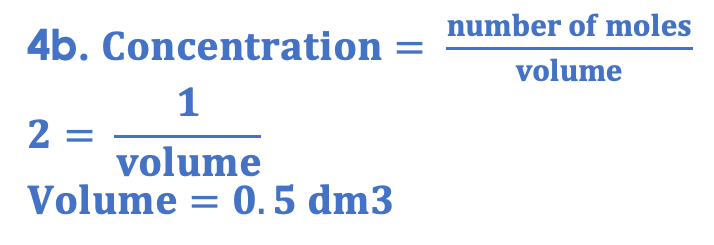 4b. Concentration = number of moles / volume
2 = 1 / volume
Volume = 0.5 dm3